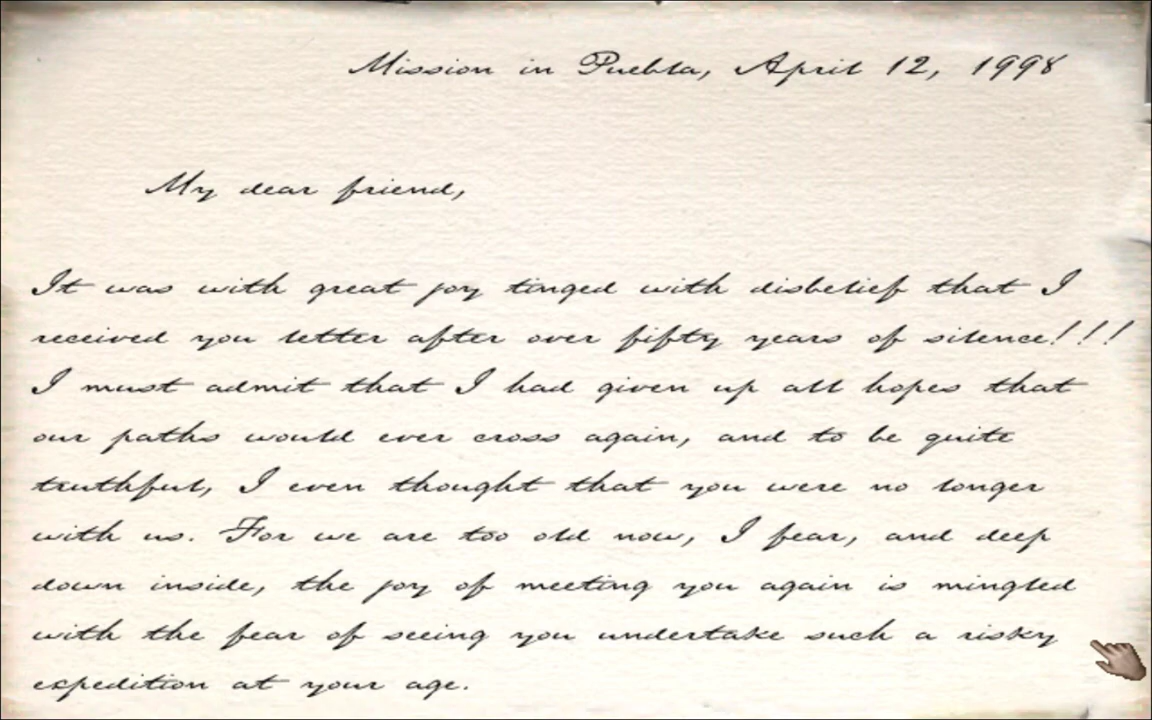 Mission in Puebla, April 12, 1998
My dear friend,
It was with great joy tinged with disbelief that I
received you letter after over fifty years of silence!!!
I must admit that I had given up all hopes that
our paths would ever cross again, and to be quite
truthful, I even thought that you were no longer
with us. For we are too old now, I fear, and deep
down inside, the joy of meeting you again is mingled
with the fear of seeing you undertake such a risky
expedition at your age.